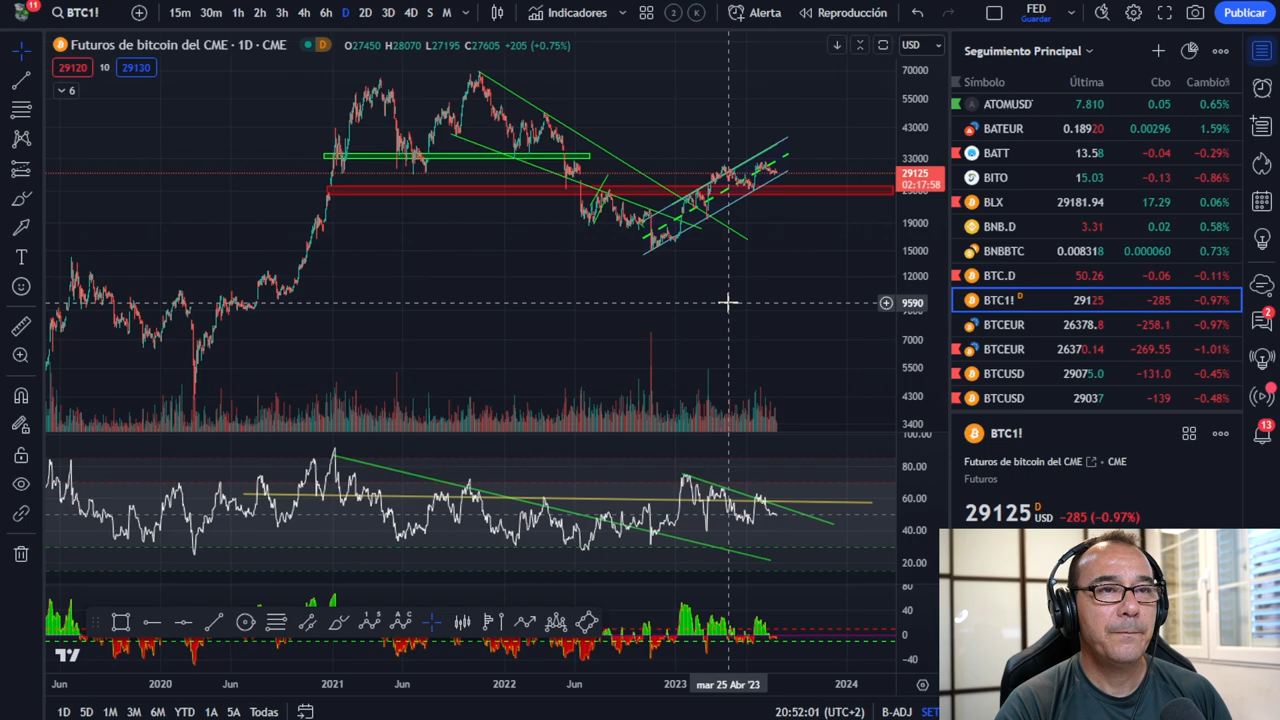 11
BTC1!
15m 30m 1h 2h 3h 4h 6h D 2D 3D 4D S M
Indicadores
2
K
Alerta
Reproducción
FED
Guardar
Publicar
Futuros de bitcoin del CME · 1D · CME
D
O27450 H28070 L27195 C27605 +205 (+0.75%)
29120
10
29130
6
USD
70000
55000
43000
33000
29125
02:17:58
19000
15000
12000
9590
7000
5500
4300
3400
100.00
80.00
60.00
40.00
20.00
80
40
0
−40
Jun 2020 Jun 2021 Jun 2022 Jun 2023 mar 25 Abr '23 2024
1D 5D 1M 3M 6M YTD 1A 5A Todas
20:52:01 (UTC+2)
B-ADJ
SET
Seguimiento Principal
Símbolo Última Cbo Cambio%
ATOMUSD 7.810 0.05 0.65%
BATEUR 0.18920 0.00296 1.59%
BATT 13.58 −0.04 −0.29%
BITO 15.03 −0.13 −0.86%
BLX 29181.94 17.29 0.06%
BNB.D 3.31 0.02 0.58%
BNBBTC 0.008318 0.000060 0.73%
BTC.D 50.26 −0.06 −0.11%
BTC1! D 29125 −285 −0.97%
BTCEUR 26378.8 −258.1 −0.97%
BTCEUR 26370.14 −269.55 −1.01%
BTCUSD 29075.0 −131.0 −0.45%
BTCUSD 29037 −139 −0.48%
BTC1!
Futuros de bitcoin del CME · CME
Futuros
29125 D USD −285 (−0.97%)
2
13